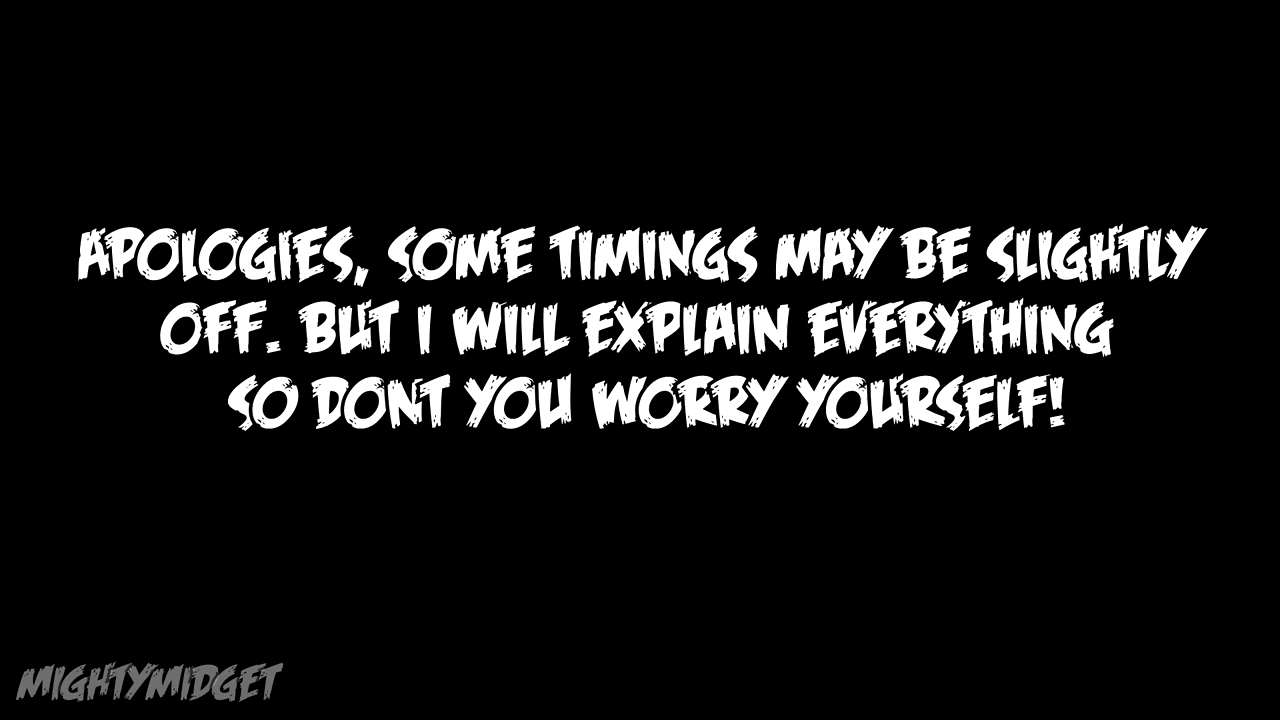 APOLOGIES, SOME TIMINGS MAY BE SLIGHTLY
OFF. BUT I WILL EXPLAIN EVERYTHING
SO DONT YOU WORRY YOURSELF!
MIGHTYMIDGET